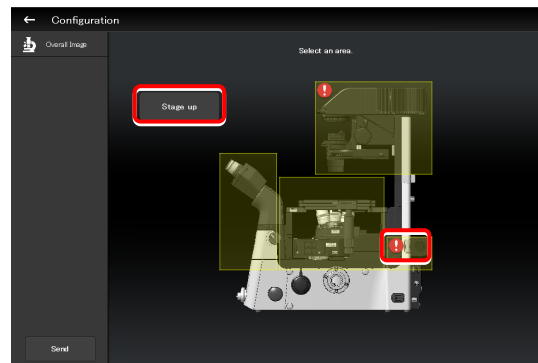 ← Configuration
Overall Image
Select an area.
Stage up
!
!
Send